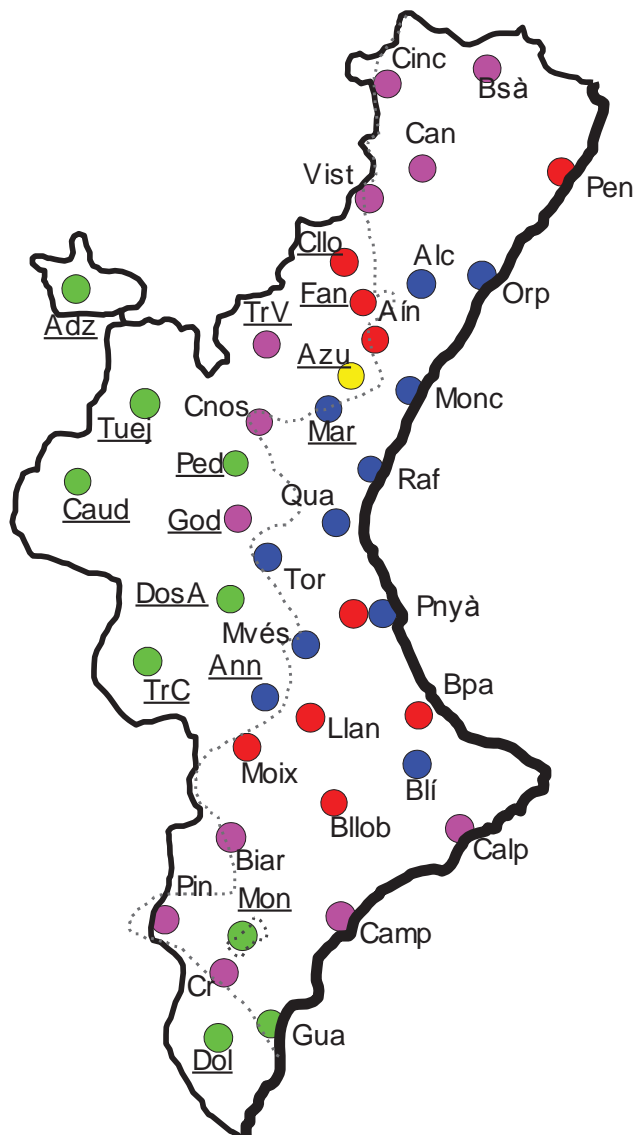 Cinc
Bsà
Can
Vist
Pen
Cllo
Alc
Orp
Fan
Adz
TrV
Aín
Azu
Monc
Cnos
Mar
Tuej
Ped
Raf
Caud
Qua
God
Tor
DosA
Pnyà
Mvés
Ann
TrC
Bpa
Llan
Moix
Blí
Bllob
Calp
Biar
Pin
Mon
Camp
Cr
Gua
Dol